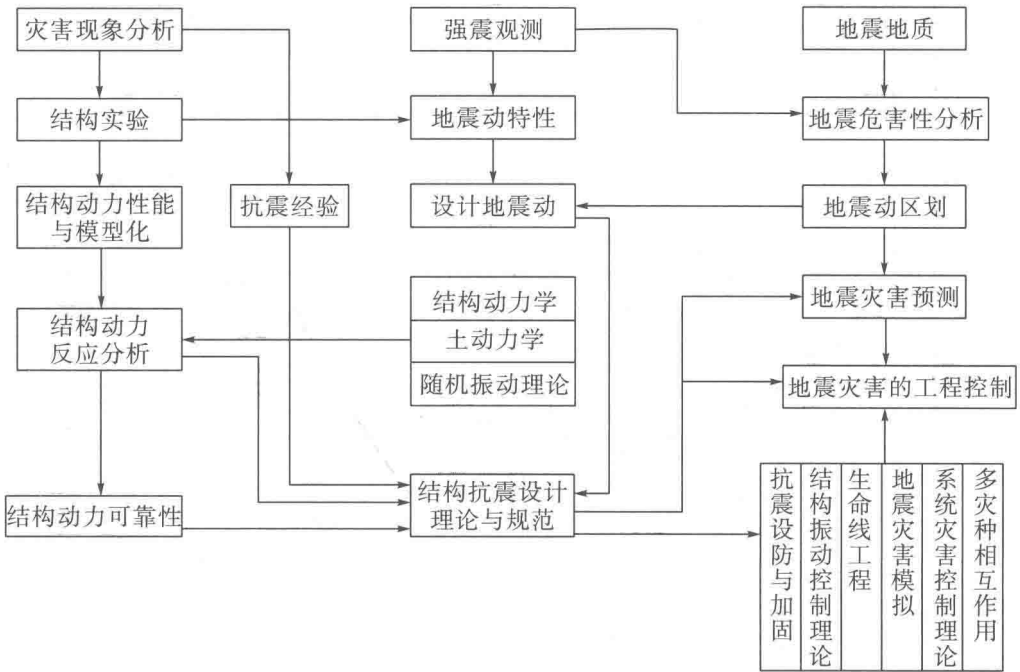 灾害现象分析
强震观测
地震地质
结构实验
地震动特性
地震危害性分析
结构动力性能
与模型化
抗震经验
设计地震动
地震动区划
结构动力学
土动力学
随机振动理论
地震灾害预测
结构动力
反应分析
地震灾害的工程控制
结构动力可靠性
结构抗震设计
理论与规范
抗震设防与加固
结构振动控制理论
生命线工程
地震灾害模拟
系统灾害控制理论
多灾种相互作用